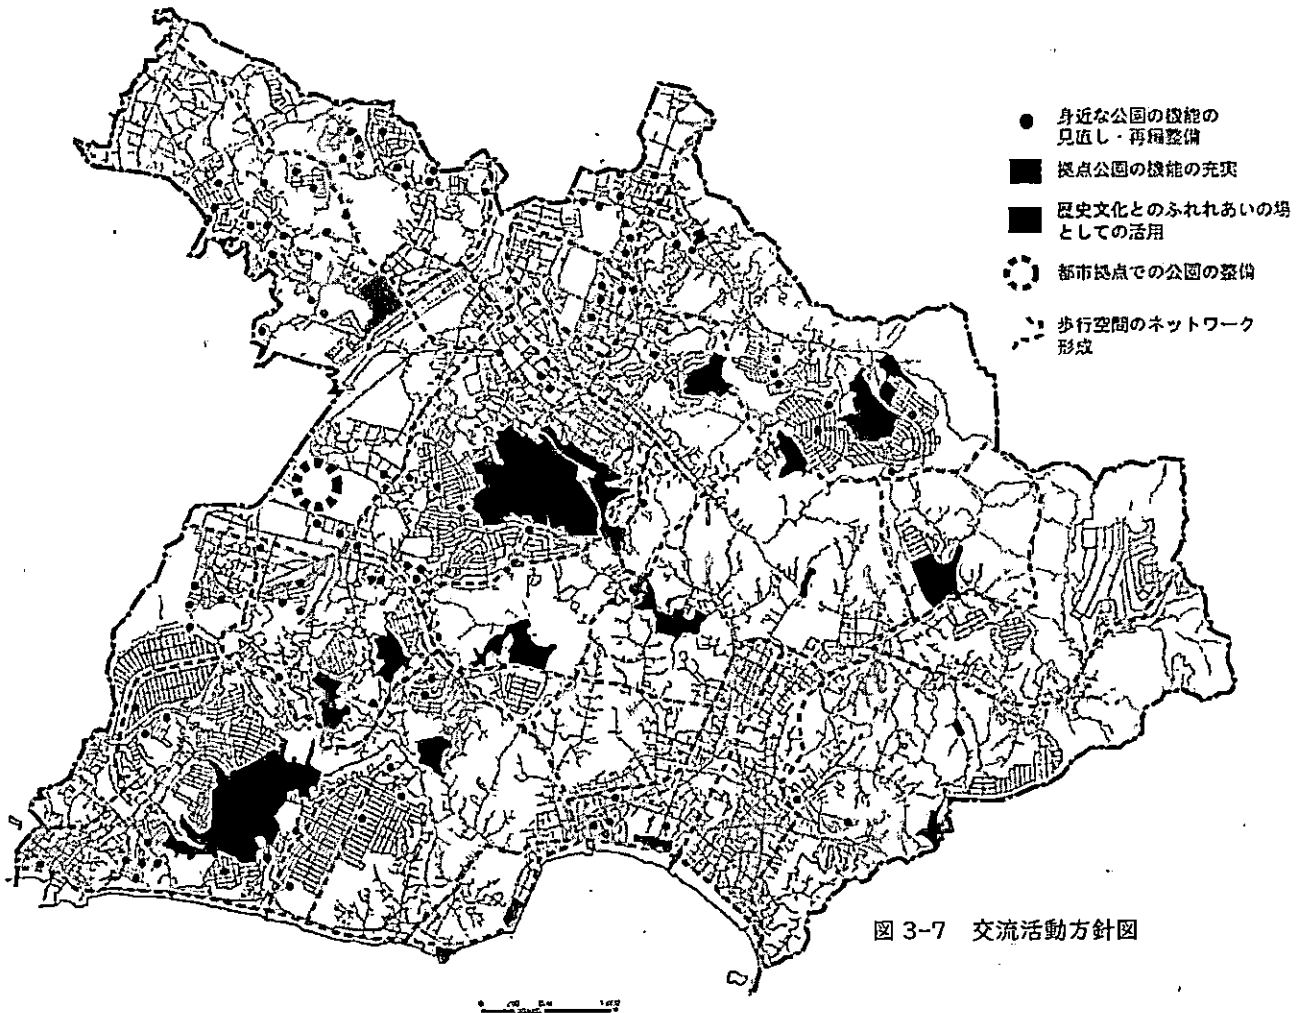 身近な公園の機能の
見直し・再編整備
拠点公園の機能の充実
歴史文化とのふれれあいの場
としての活用
都市拠点での公園の整備
歩行空間のネットワーク
形成
図 3-7 交流活動方針図